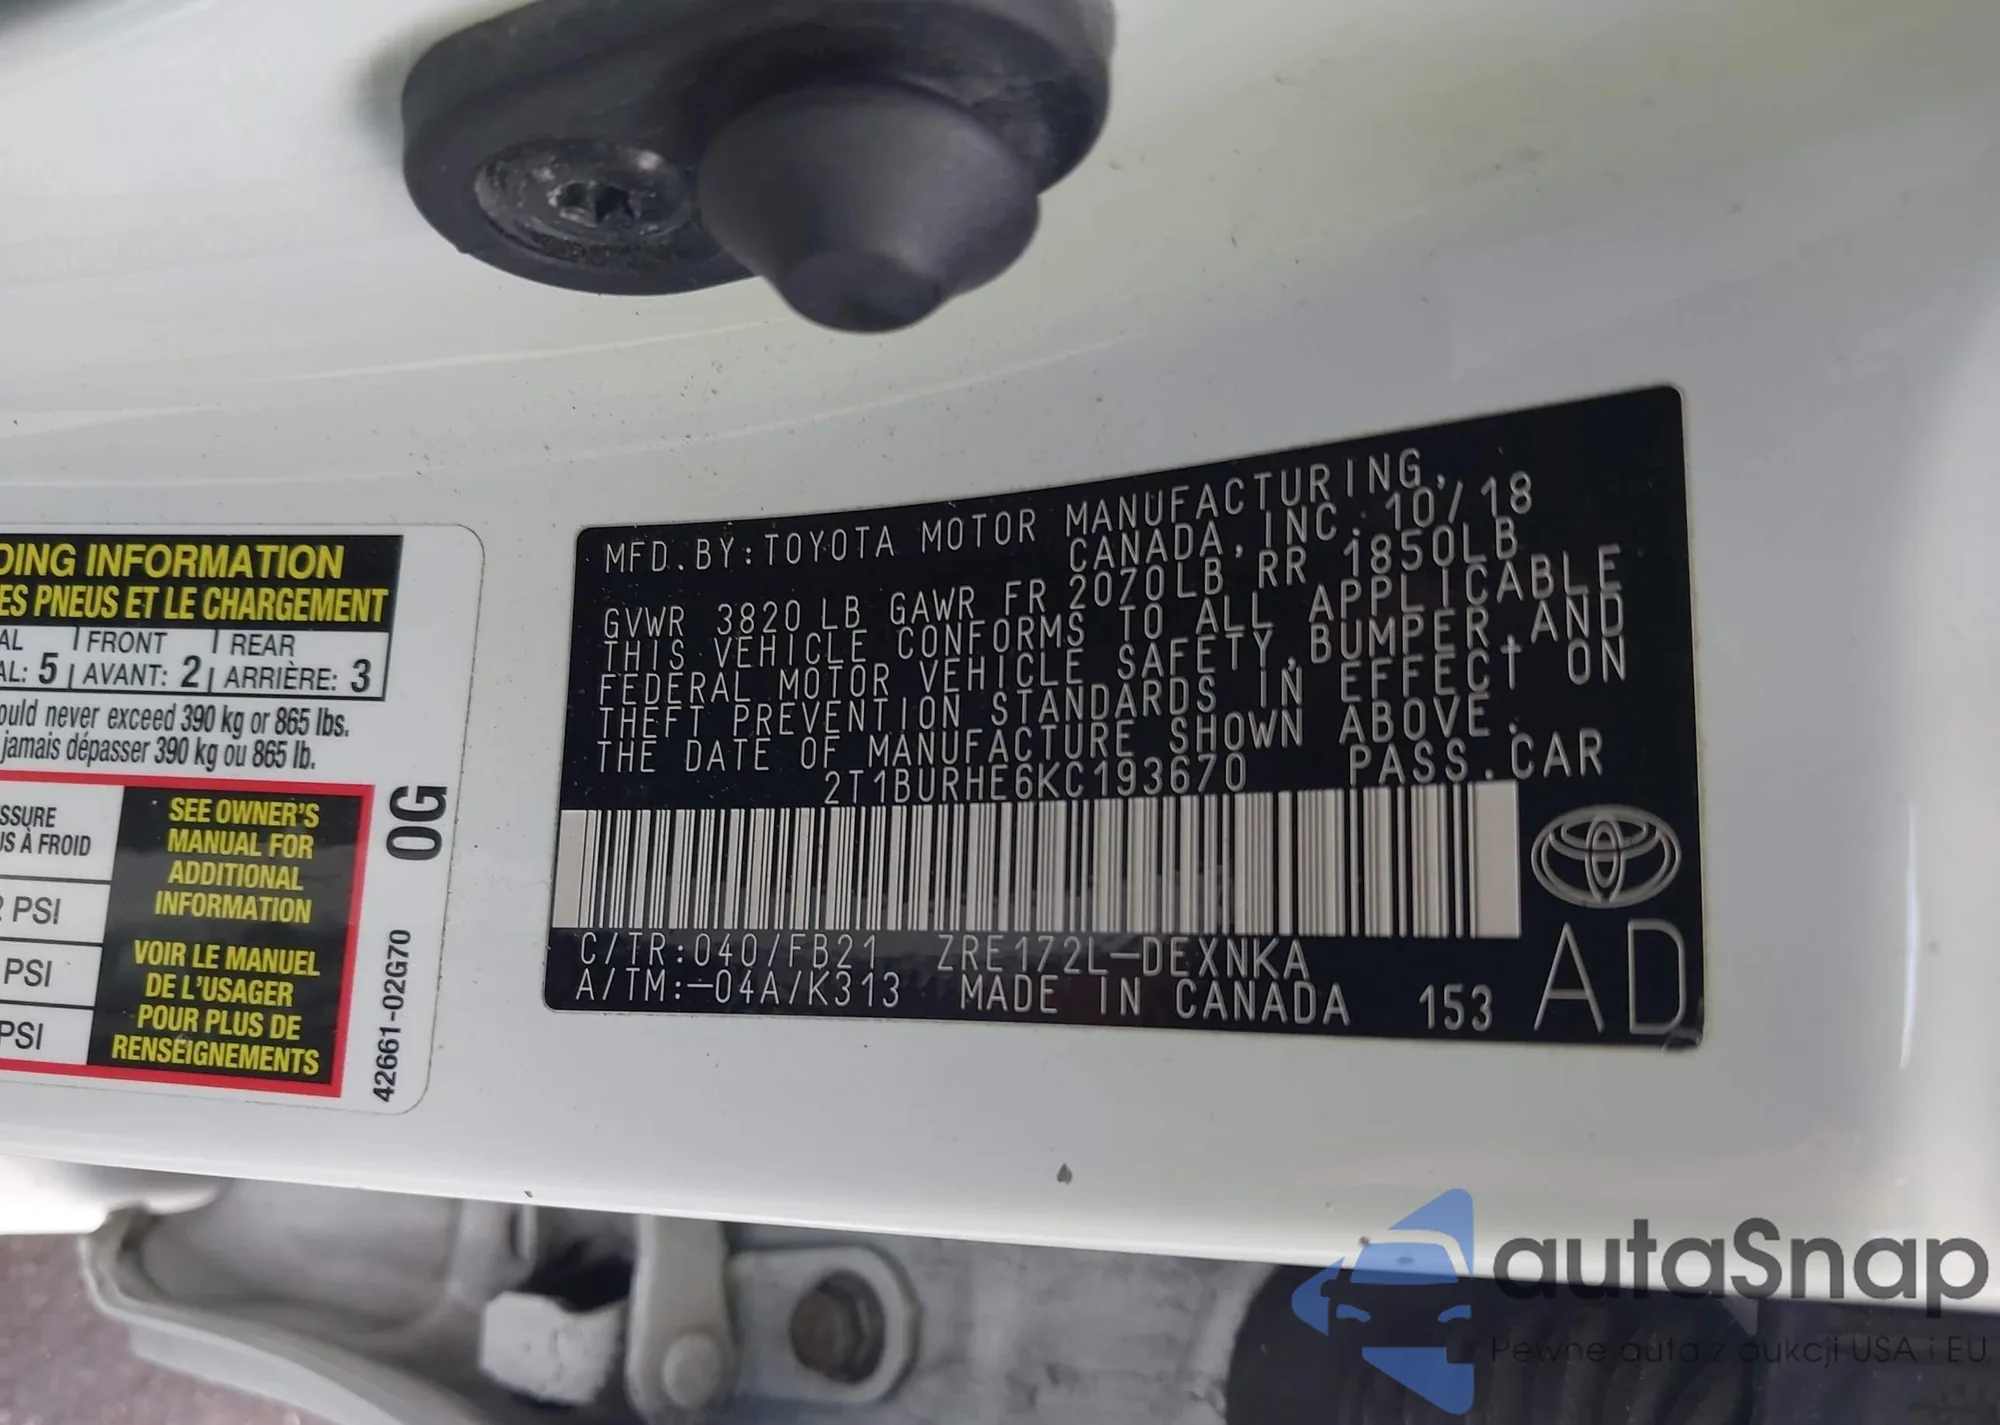 DING INFORMATION
ES PNEUS ET LE CHARGEMENT
AL FRONT REAR
AL: 5 AVANT: 2 ARRIÈRE: 3
ould never exceed 390 kg or 865 lbs.
jamais dépasser 390 kg ou 865 lb.
SSURE
US À FROID
PSI
PSI
PSI
SEE OWNER'S
MANUAL FOR
ADDITIONAL
INFORMATION
VOIR LE MANUEL
DE L'USAGER
POUR PLUS DE
RENSEIGNEMENTS
0G
42661-02G70
MFD.BY:TOYOTA MOTOR MANUFACTURING,
CANADA,INC. 10/18
GVWR 3820LB GAWR FR 2070LB RR 1850LB
THIS VEHICLE CONFORMS TO ALL APPLICABLE
FEDERAL MOTOR VEHICLE SAFETY,BUMPER,AND
THEFT PREVENTION STANDARDS IN EFFECT ON
THE DATE OF MANUFACTURE SHOWN ABOVE.
2T1BURHE6KC193670 PASS.CAR
C/TR:040/FB21 ZRE172L-DEXNKA
A/TM:-04A/K313 MADE IN CANADA 153
AD
autaSnap
Pewne auta z aukcji USA i EU